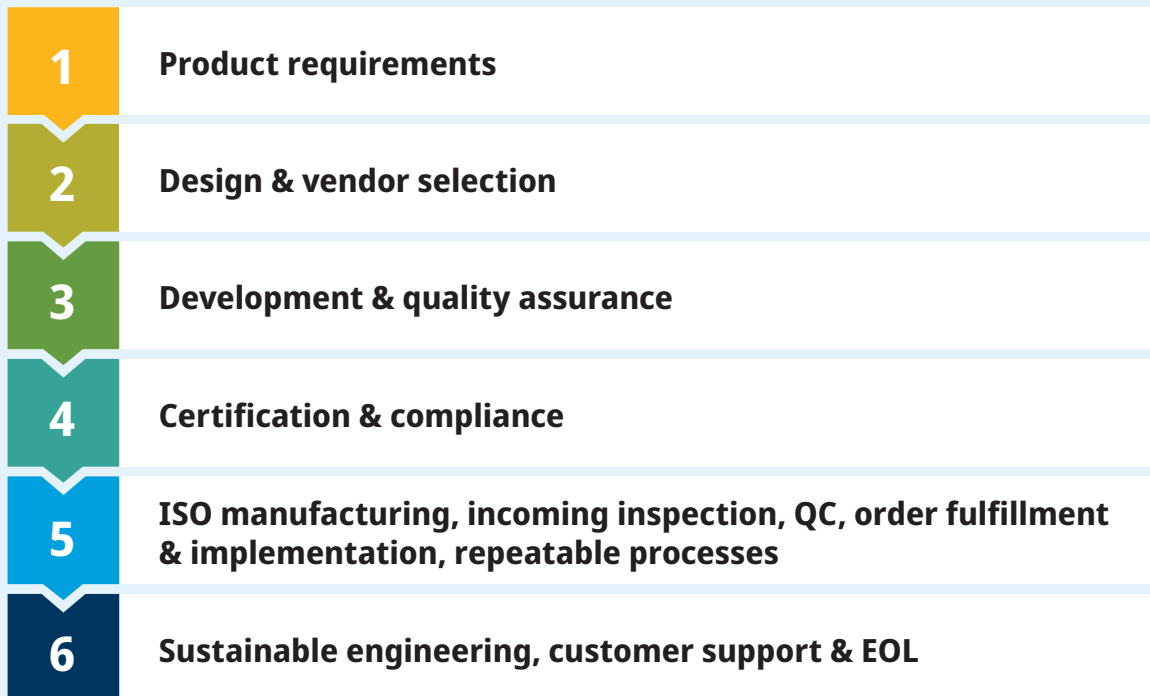 1
Product requirements
2
Design & vendor selection
3
Development & quality assurance
4
Certification & compliance
5
ISO manufacturing, incoming inspection, QC, order fulfillment
& implementation, repeatable processes
6
Sustainable engineering, customer support & EOL